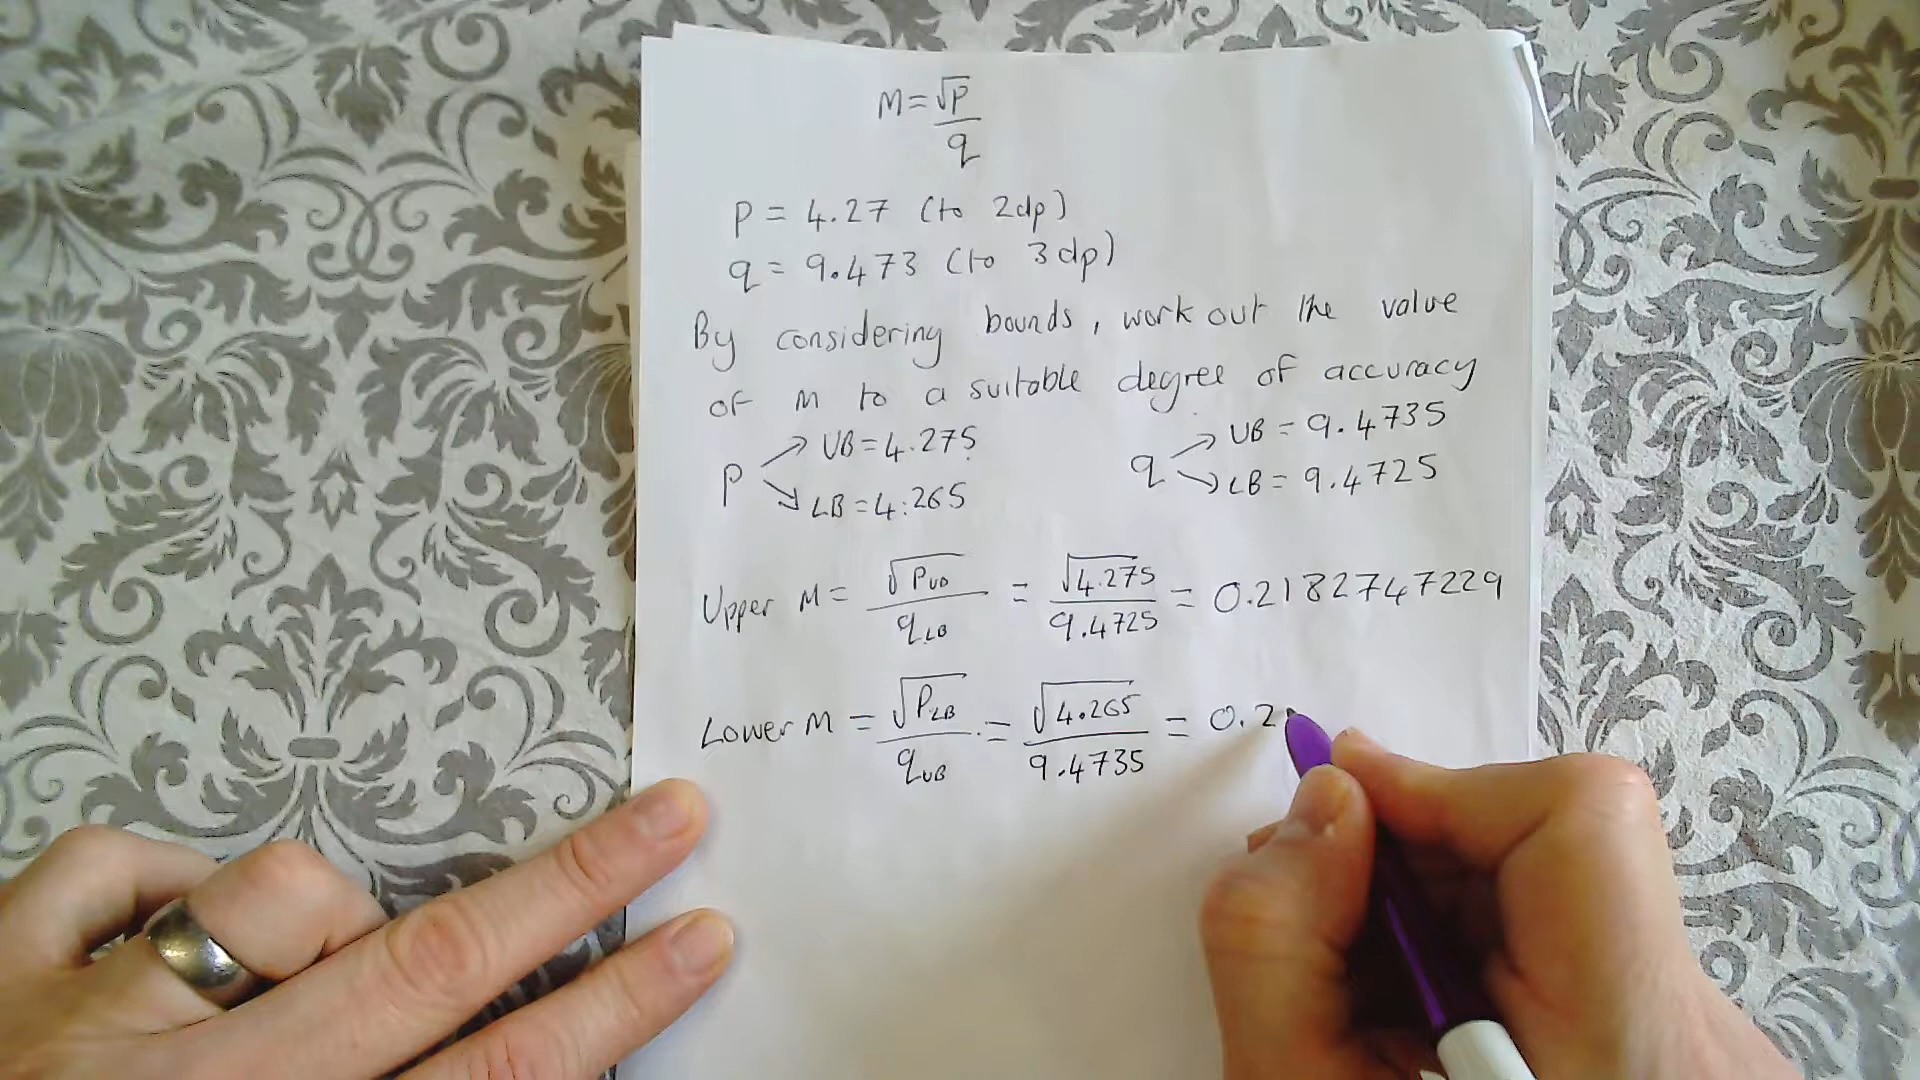 M = √P / q
P = 4.27 (to 2dp)
q = 9.473 (to 3dp)
By considering bounds, work out the value
of M to a suitable degree of accuracy
P → UB = 4.275
→ LB = 4.265
q → UB = 9.4735
→ LB = 9.4725
Upper M = √P_UB / q_LB = √4.275 / 9.4725 = 0.2182747229
Lower M = √P_LB / q_UB = √4.265 / 9.4735 = 0.2